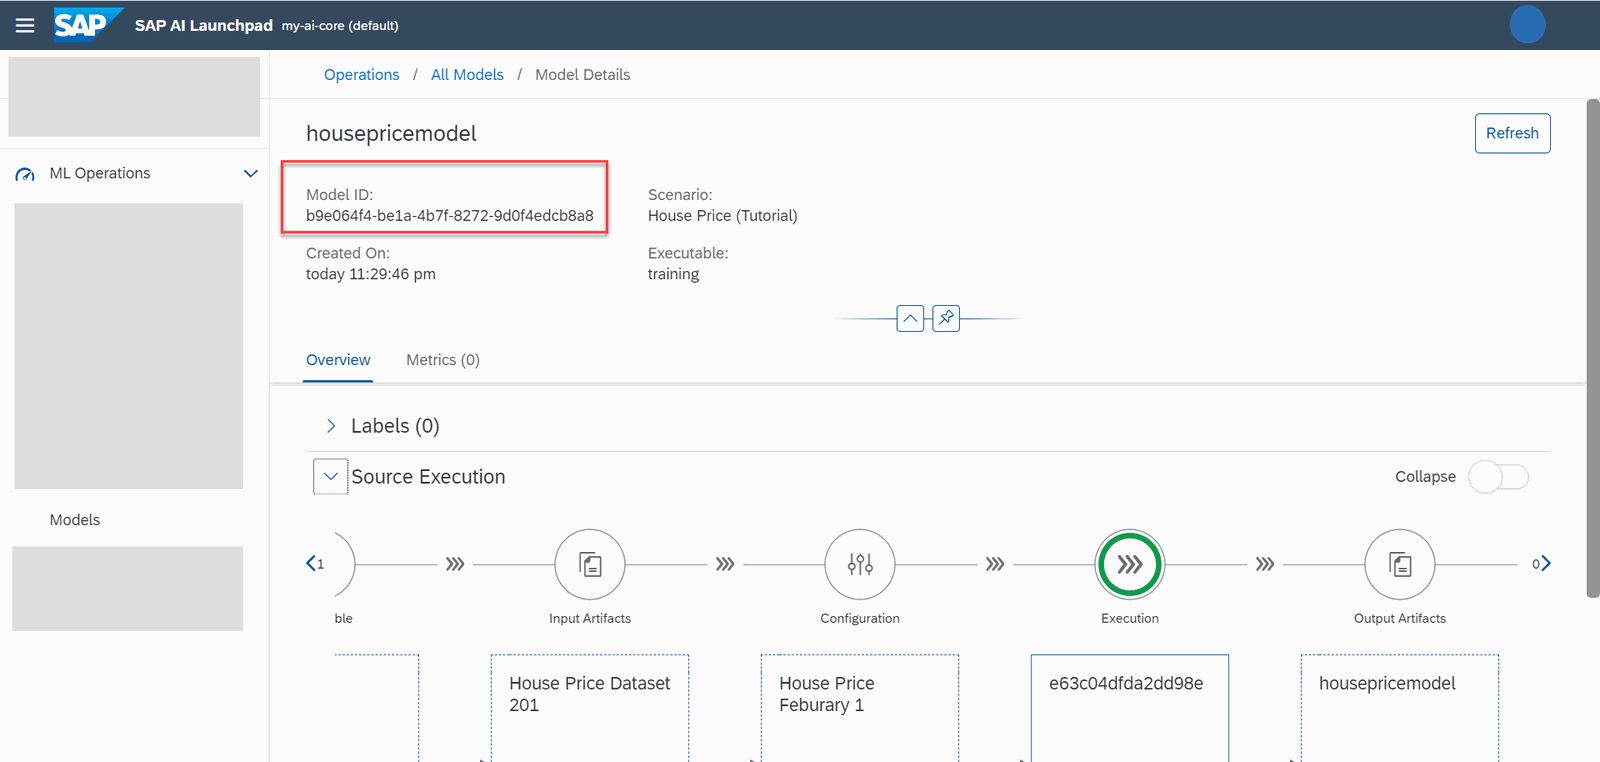 SAP SAP AI Launchpad my-ai-core (default)
Operations / All Models / Model Details
housepricemodel
Refresh
ML Operations
Model ID:
b9e064f4-be1a-4b7f-8272-9d0f4edcb8a8
Scenario:
House Price (Tutorial)
Created On:
today 11:29:46 pm
Executable:
training
Overview Metrics (0)
Labels (0)
Source Execution
Collapse
Models
1
0
ble
Input Artifacts
Configuration
Execution
Output Artifacts
House Price Dataset
201
House Price
Feburary 1
e63c04dfda2dd98e
housepricemodel